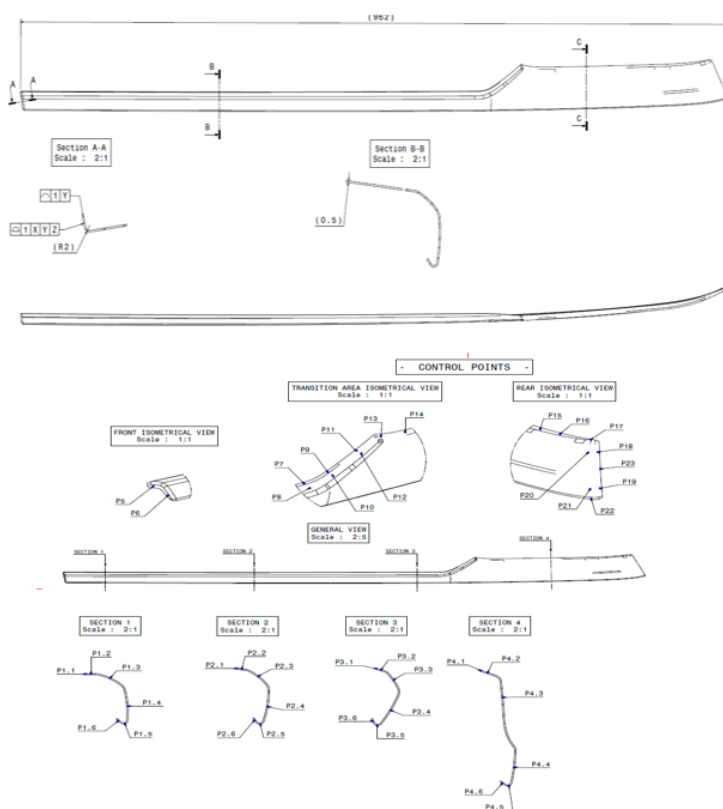 (962)
B
C
A
A
B
C
Section A-A
Scale : 2:1
Section B-B
Scale : 2:1
1 Y
1 X Y Z
(R2)
(0.5)
- CONTROL POINTS -
TRANSITION AREA ISOMETRICAL VIEW
Scale : 1:1
REAR ISOMETRICAL VIEW
Scale : 1:1
FRONT ISOMETRICAL VIEW
Scale : 1:1
P5
P6
P7
P8
P9
P10
P11
P12
P13
P14
P15
P16
P17
P18
P23
P19
P20
P21
P22
GENERAL VIEW
Scale : 2:5
SECTION 1
SECTION 2
SECTION 3
SECTION 4
SECTION 1
Scale : 2:1
SECTION 2
Scale : 2:1
SECTION 3
Scale : 2:1
SECTION 4
Scale : 2:1
P1.1
P1.2
P1.3
P1.4
P1.5
P1.6
P2.1
P2.2
P2.3
P2.4
P2.5
P2.6
P3.1
P3.2
P3.3
P3.4
P3.5
P3.6
P4.1
P4.2
P4.3
P4.4
P4.5
P4.6